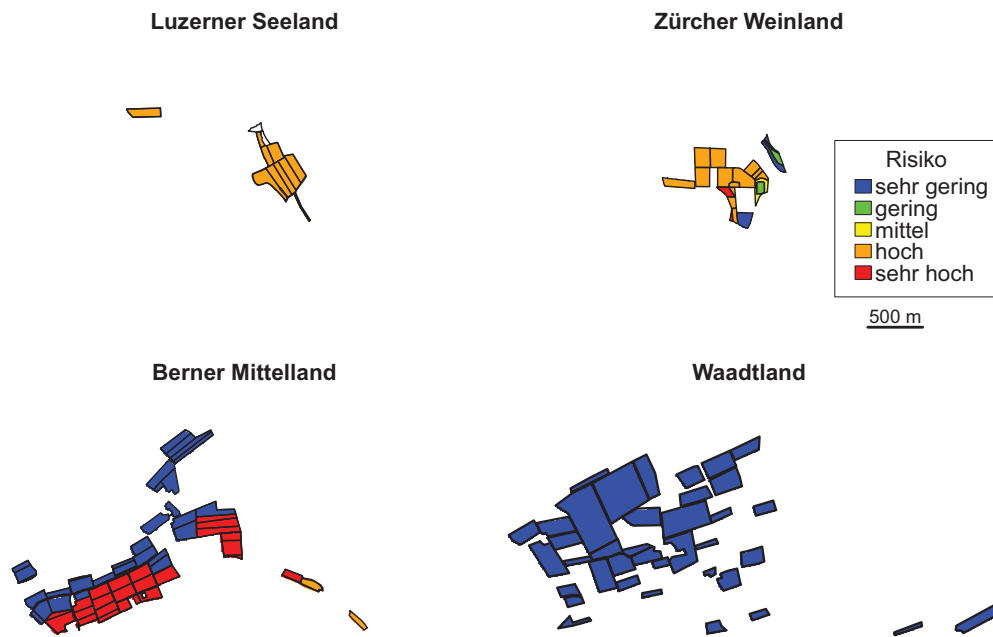 Luzerner Seeland
Zürcher Weinland
Risiko
sehr gering
gering
mittel
hoch
sehr hoch
500 m
Berner Mittelland
Waadtland